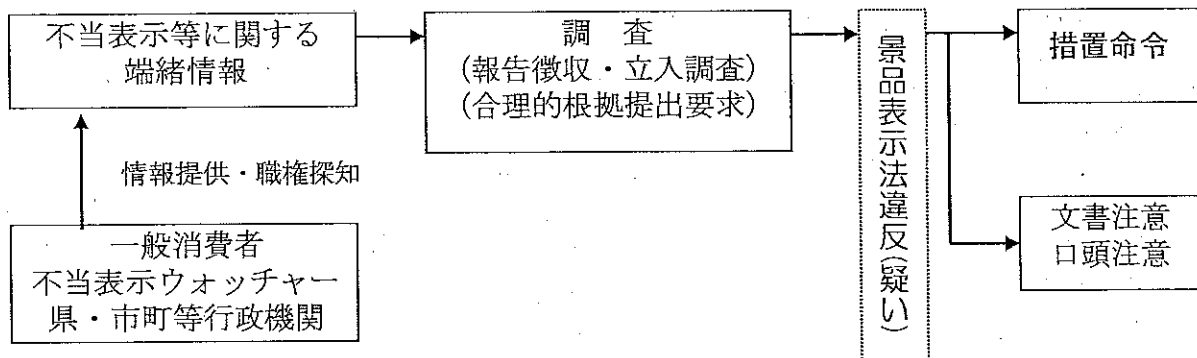 不当表示等に関する
端緒情報
調 査
(報告徴収・立入調査)
(合理的根拠提出要求)
景品表示法違反(疑い)
措置命令
情報提供・職権探知
一般消費者
不当表示ウォッチャー
県・市町等行政機関
文書注意
口頭注意